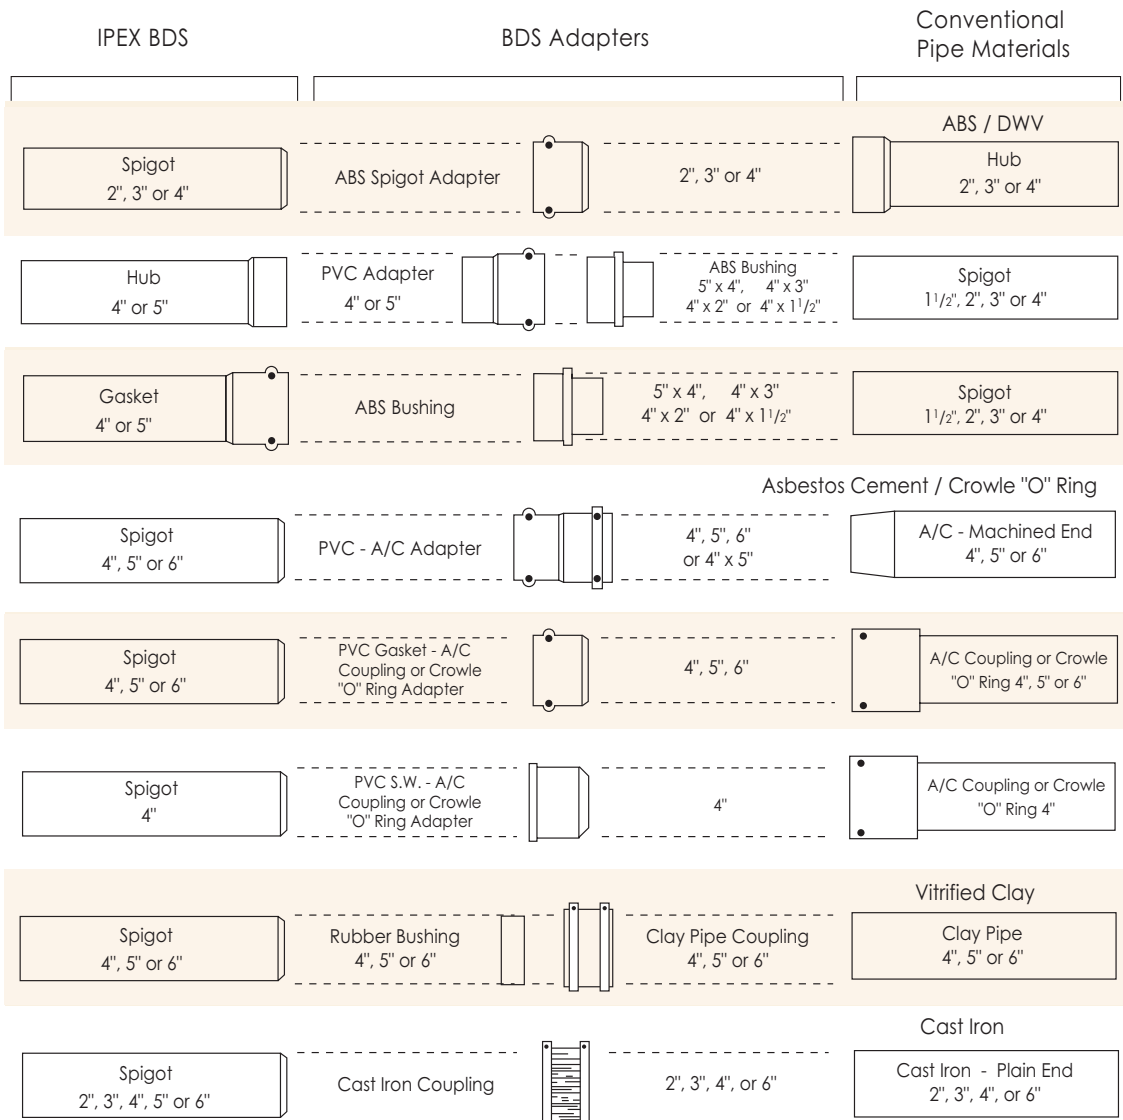 IPEX BDS
BDS Adapters
Conventional
Pipe Materials
ABS / DWV
Spigot
2", 3" or 4"
ABS Spigot Adapter
2", 3" or 4"
Hub
2", 3" or 4"
Hub
4" or 5"
PVC Adapter
4" or 5"
ABS Bushing
5" x 4", 4" x 3"
4" x 2" or 4" x 1 1/2"
Spigot
1 1/2", 2", 3" or 4"
Gasket
4" or 5"
ABS Bushing
5" x 4", 4" x 3"
4" x 2" or 4" x 1 1/2"
Spigot
1 1/2", 2", 3" or 4"
Asbestos Cement / Crowle "O" Ring
Spigot
4", 5" or 6"
PVC - A/C Adapter
4", 5", 6"
or 4" x 5"
A/C - Machined End
4", 5" or 6"
Spigot
4", 5" or 6"
PVC Gasket - A/C
Coupling or Crowle
"O" Ring Adapter
4", 5", 6"
A/C Coupling or Crowle
"O" Ring 4", 5" or 6"
Spigot
4"
PVC S.W. - A/C
Coupling or Crowle
"O" Ring Adapter
4"
A/C Coupling or Crowle
"O" Ring 4"
Vitrified Clay
Spigot
4", 5" or 6"
Rubber Bushing
4", 5" or 6"
Clay Pipe Coupling
4", 5" or 6"
Clay Pipe
4", 5" or 6"
Cast Iron
Spigot
2", 3", 4", 5" or 6"
Cast Iron Coupling
2", 3", 4", or 6"
Cast Iron - Plain End
2", 3", 4", or 6"